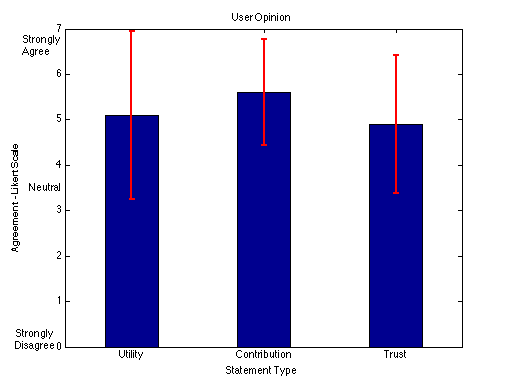 User Opinion
7
Strongly
Agree
6
5
4
Neutral
3
2
1
Strongly
Disagree
0
Agreement - Likert Scale
Utility
Contribution
Trust
Statement Type